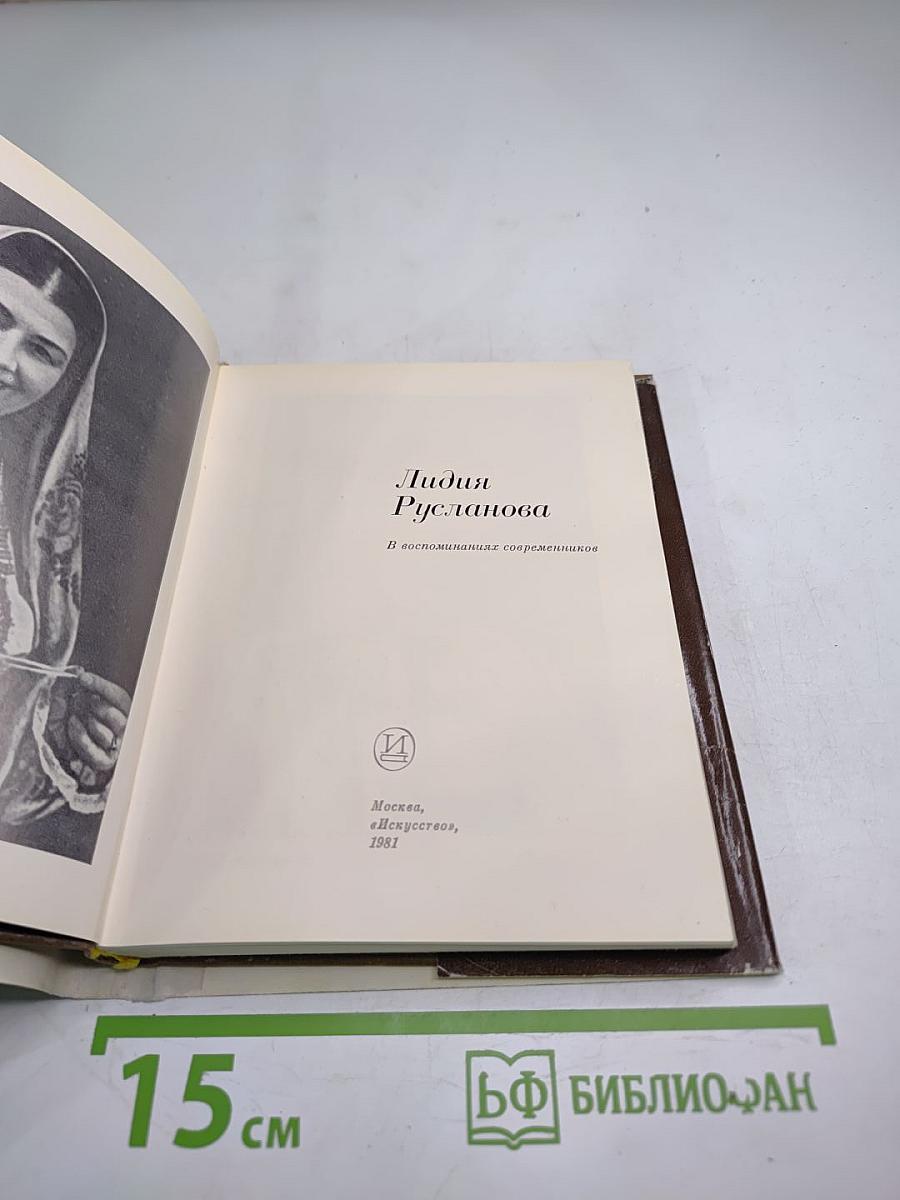 Лидия
Русланова
В воспоминаниях современников
И
Москва,
«Искусство»,
1981
15 см
БФ БИБЛИОФАН